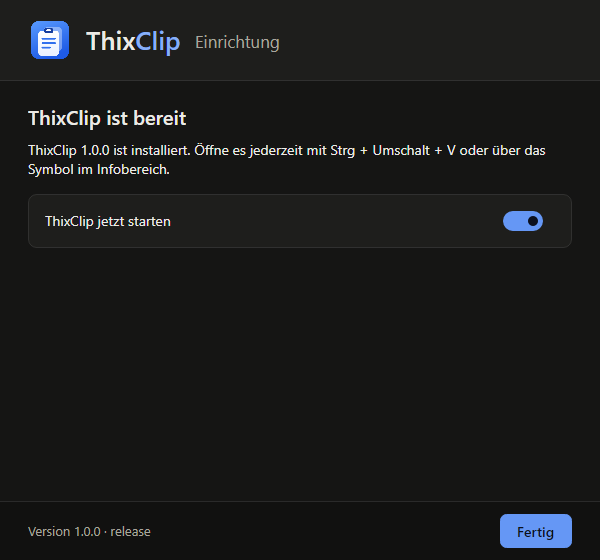 ThixClip Einrichtung
ThixClip ist bereit
ThixClip 1.0.0 ist installiert. Öffne es jederzeit mit Strg + Umschalt + V oder über das
Symbol im Infobereich.
ThixClip jetzt starten
Version 1.0.0 · release
Fertig